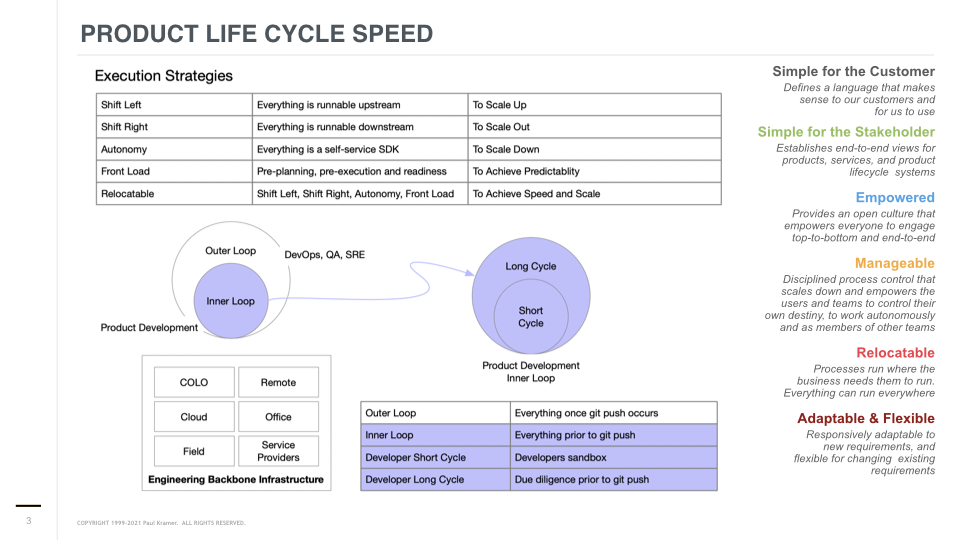 PRODUCT LIFE CYCLE SPEED
Execution Strategies
Shift Left Everything is runnable upstream To Scale Up
Shift Right Everything is runnable downstream To Scale Out
Autonomy Everything is a self-service SDK To Scale Down
Front Load Pre-planning, pre-execution and readiness To Achieve Predictablity
Relocatable Shift Left, Shift Right, Autonomy, Front Load To Achieve Speed and Scale
Outer Loop
DevOps, QA, SRE
Inner Loop
Product Development
Long Cycle
Short
Cycle
Product Development
Inner Loop
COLO Remote
Cloud Office
Field Service
Providers
Engineering Backbone Infrastructure
Outer Loop Everything once git push occurs
Inner Loop Everything prior to git push
Developer Short Cycle Developers sandbox
Developer Long Cycle Due diligence prior to git push
Simple for the Customer
Defines a language that makes
sense to our customers and
for us to use
Simple for the Stakeholder
Establishes end-to-end views for
products, services, and product
lifecycle systems
Empowered
Provides an open culture that
empowers everyone to engage
top-to-bottom and end-to-end
Manageable
Disciplined process control that
scales down and empowers the
users and teams to control their
own destiny, to work autonomously
and as members of other teams
Relocatable
Processes run where the
business needs them to run.
Everything can run everywhere
Adaptable & Flexible
Responsively adaptable to
new requirements, and
flexible for changing existing
requirements
3
COPYRIGHT 1999-2021 Paul Kramer. ALL RIGHTS RESERVED.